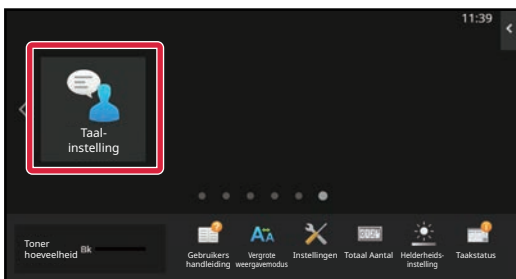 11:39
Taal-
instelling
Toner
hoeveelheid Bk
Gebruikers
handleiding
Vergrote
weergavemodus
Instellingen
Totaal Aantal
Helderheids-
instelling
Taakstatus